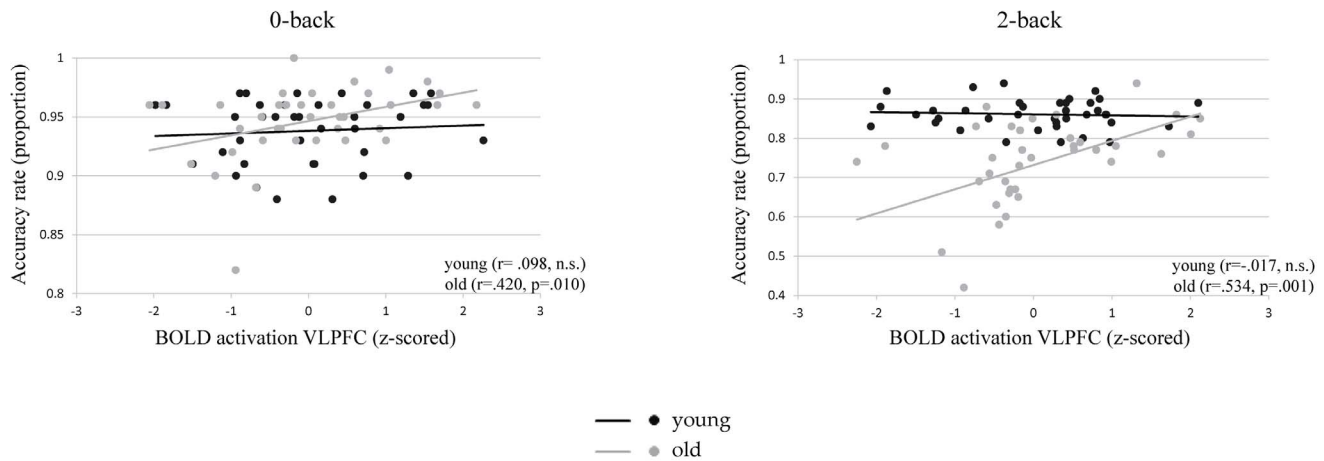 0-back
Accuracy rate (proportion)
1
0.95
0.9
0.85
0.8
-3
-2
-1
0
1
2
3
young (r= .098, n.s.)
old (r=.420, p=.010)
BOLD activation VLPFC (z-scored)
2-back
Accuracy rate (proportion)
1
0.9
0.8
0.7
0.6
0.5
0.4
-3
-2
-1
0
1
2
3
young (r=-.017, n.s.)
old (r=.534, p=.001)
BOLD activation VLPFC (z-scored)
young
old